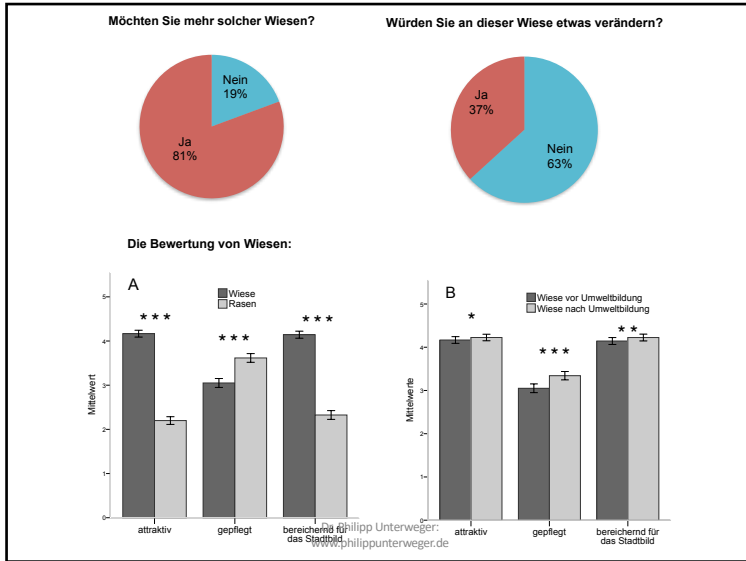 Möchten Sie mehr solcher Wiesen?
Nein
19%
Ja
81%
Würden Sie an dieser Wiese etwas verändern?
Ja
37%
Nein
63%
Die Bewertung von Wiesen:
A
Wiese
Rasen
***
***
***
5
4
3
2
1
0
Mittelwert
attraktiv
gepflegt
bereichernd für
das Stadtbild
B
Wiese vor Umweltbildung
Wiese nach Umweltbildung
*
***
**
5
4
3
2
1
0
Mittelwerte
attraktiv
gepflegt
bereichernd für
das Stadtbild
Dr. Philipp Unterweger:
www.philippunterweger.de